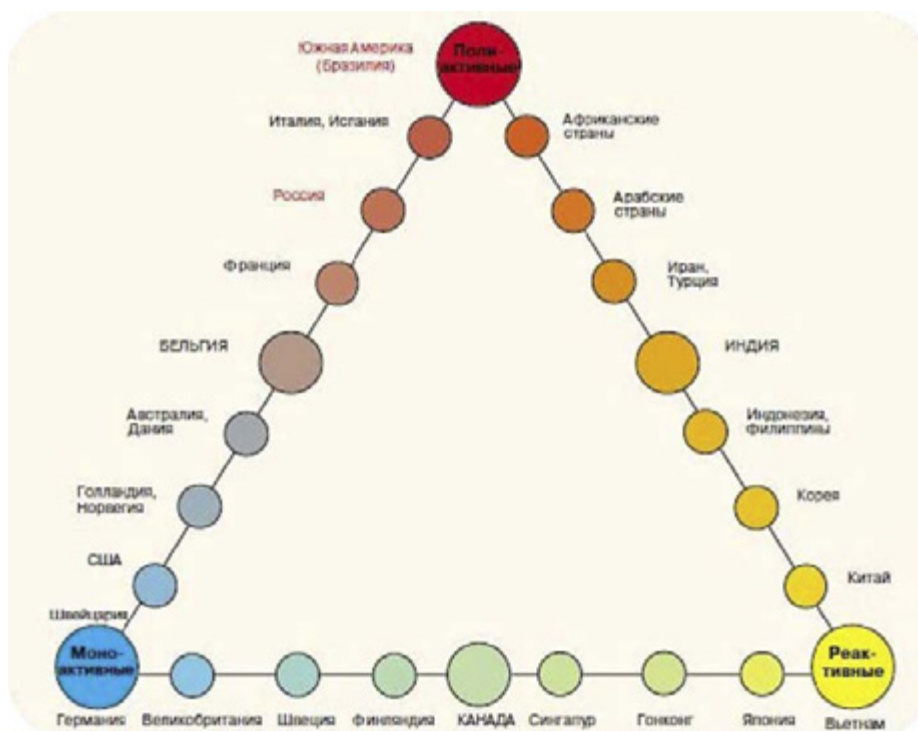 Южная Америка
(Бразилия)
Поли-
активные
Италия, Испания
Африканские
страны
Россия
Арабские
страны
Франция
Иран,
Турция
БЕЛЬГИЯ
ИНДИЯ
Австралия,
Дания
Индонезия,
Филиппины
Голландия,
Норвегия
Корея
США
Китай
Швейцария
Моно-
активные
Реак-
тивные
Германия
Великобритания
Швеция
Финляндия
КАНАДА
Сингапур
Гонконг
Япония
Вьетнам